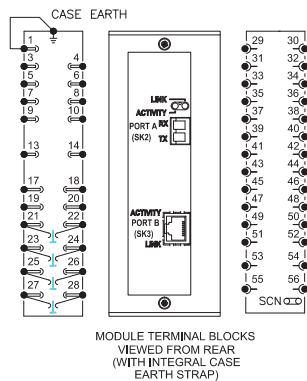 CASE EARTH
1
3 4
5 6
7 8
9 10
13 14
17 18
19 20
21 22
23 24
25 26
27 28
LINK
ACTIVITY
PORT A RX
(SK2) TX
ACTIVITY
PORT B
(SK3)
LINK
29 30
31 32
33 34
35 36
37 38
39 40
41 42
43 44
45 46
47 48
49 50
51 52
53 54
55 56
SCN
MODULE TERMINAL BLOCKS
VIEWED FROM REAR
(WITH INTEGRAL CASE
EARTH STRAP)